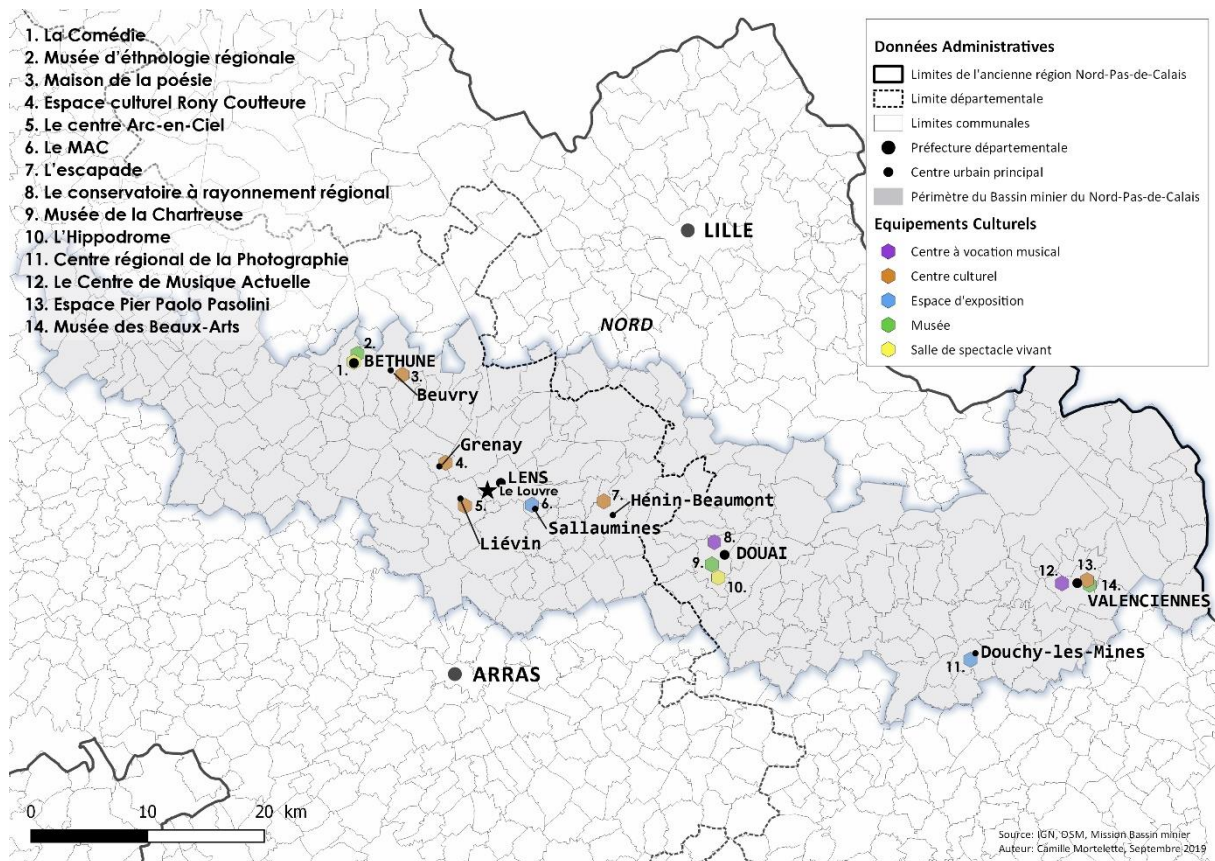 1. La Comédie
2. Musée d'éthnologie régionale
3. Maison de la poésie
4. Espace culturel Rony Coutteure
5. Le centre Arc-en-Ciel
6. Le MAC
7. L'escapade
8. Le conservatoire à rayonnement régional
9. Musée de la Chartreuse
10. L'Hippodrome
11. Centre régional de la Photographie
12. Le Centre de Musique Actuelle
13. Espace Pier Paolo Pasolini
14. Musée des Beaux-Arts
Données Administratives
Limites de l'ancienne région Nord-Pas-de-Calais
Limite départementale
Limites communales
Préfecture départementale
Centre urbain principal
Périmètre du Bassin minier du Nord-Pas-de-Calais
Equipements Culturels
Centre à vocation musical
Centre culturel
Espace d'exposition
Musée
Salle de spectacle vivant
LILLE
NORD
2.
1.
BETHUNE
3.
Beuvry
Grenay
4.
LENS
Le Louvre
5.
6.
7.
Hénin-Beaumont
Sallaumines
Liévin
8.
DOUAI
9.
10.
12.
13.
14.
VALENCIENNES
Douchy-les-Mines
11.
ARRAS
0 10 20 km
Source: IGN, OSM, Mission Bassin minier
Auteur: Camille Mortelette, Septembre 2019